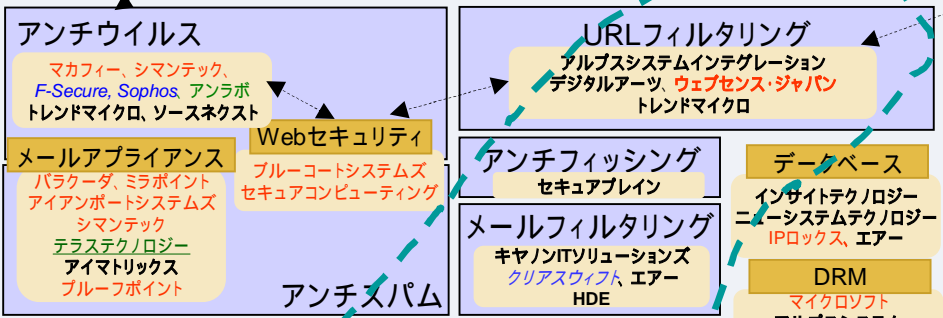 アンチウイルス
マカフィー、シマンテック、
F-Secure, Sophos、アンラボ
トレンドマイクロ、ソースネクスト
Webセキュリティ
ブルーコートシステムズ
セキュアコンピューティング
メールアプライアンス
バラクーダ、ミラポイント
アイアンポートシステムズ
シマンテック
テラステクノロジー
アイマトリックス
プルーフポイント
アンチスパム
URLフィルタリング
アルプスシステムインテグレーション
デジタルアーツ、ウェブセンス・ジャパン
トレンドマイクロ
アンチフィッシング
セキュアブレイン
メールフィルタリング
キヤノンITソリューションズ
クリアスウィフト、エアー
HDE
データベース
インサイトテクノロジー
ニューシステムテクノロジー
IPロックス、エアー
DRM
マイクロソフト